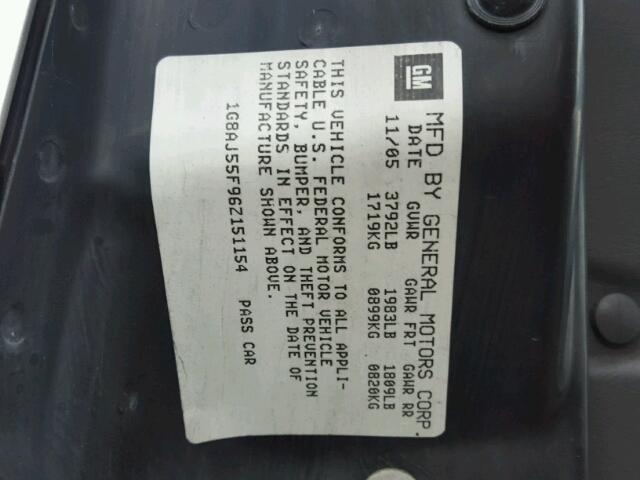 GM
MFD BY GENERAL MOTORS CORP.
DATE GVWR GAWR FRT GAWR RR
11/05 3792LB 1983LB 1809LB
1719KG 0899KG 0820KG
THIS VEHICLE CONFORMS TO ALL APPLI-
CABLE U.S. FEDERAL MOTOR VEHICLE
SAFETY, BUMPER, AND THEFT PREVENTION
STANDARDS IN EFFECT ON THE DATE OF
MANUFACTURE SHOWN ABOVE.
1G8AJ55F96Z151154 PASS CAR